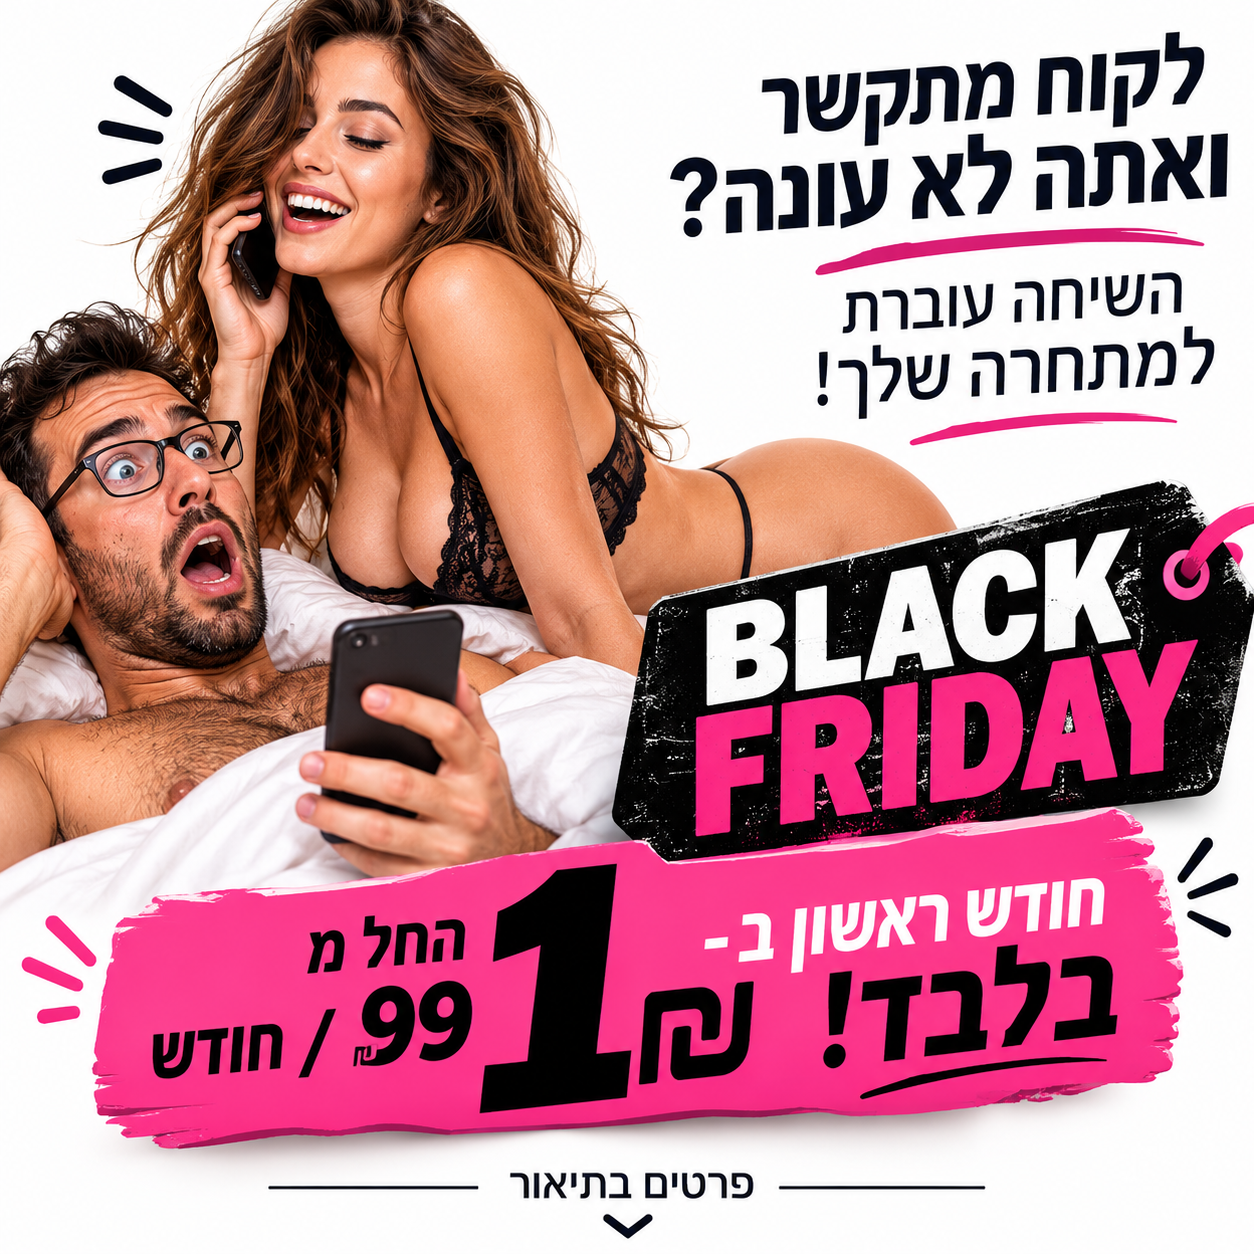 לקוח מתקשר
ואתה לא עונה?
השיחה עוברת
למתחרה שלך!
BLACK
FRIDAY
חודש ראשון ב-
בלבד!
1₪
החל מ
99₪ / חודש
פרטים בתיאור